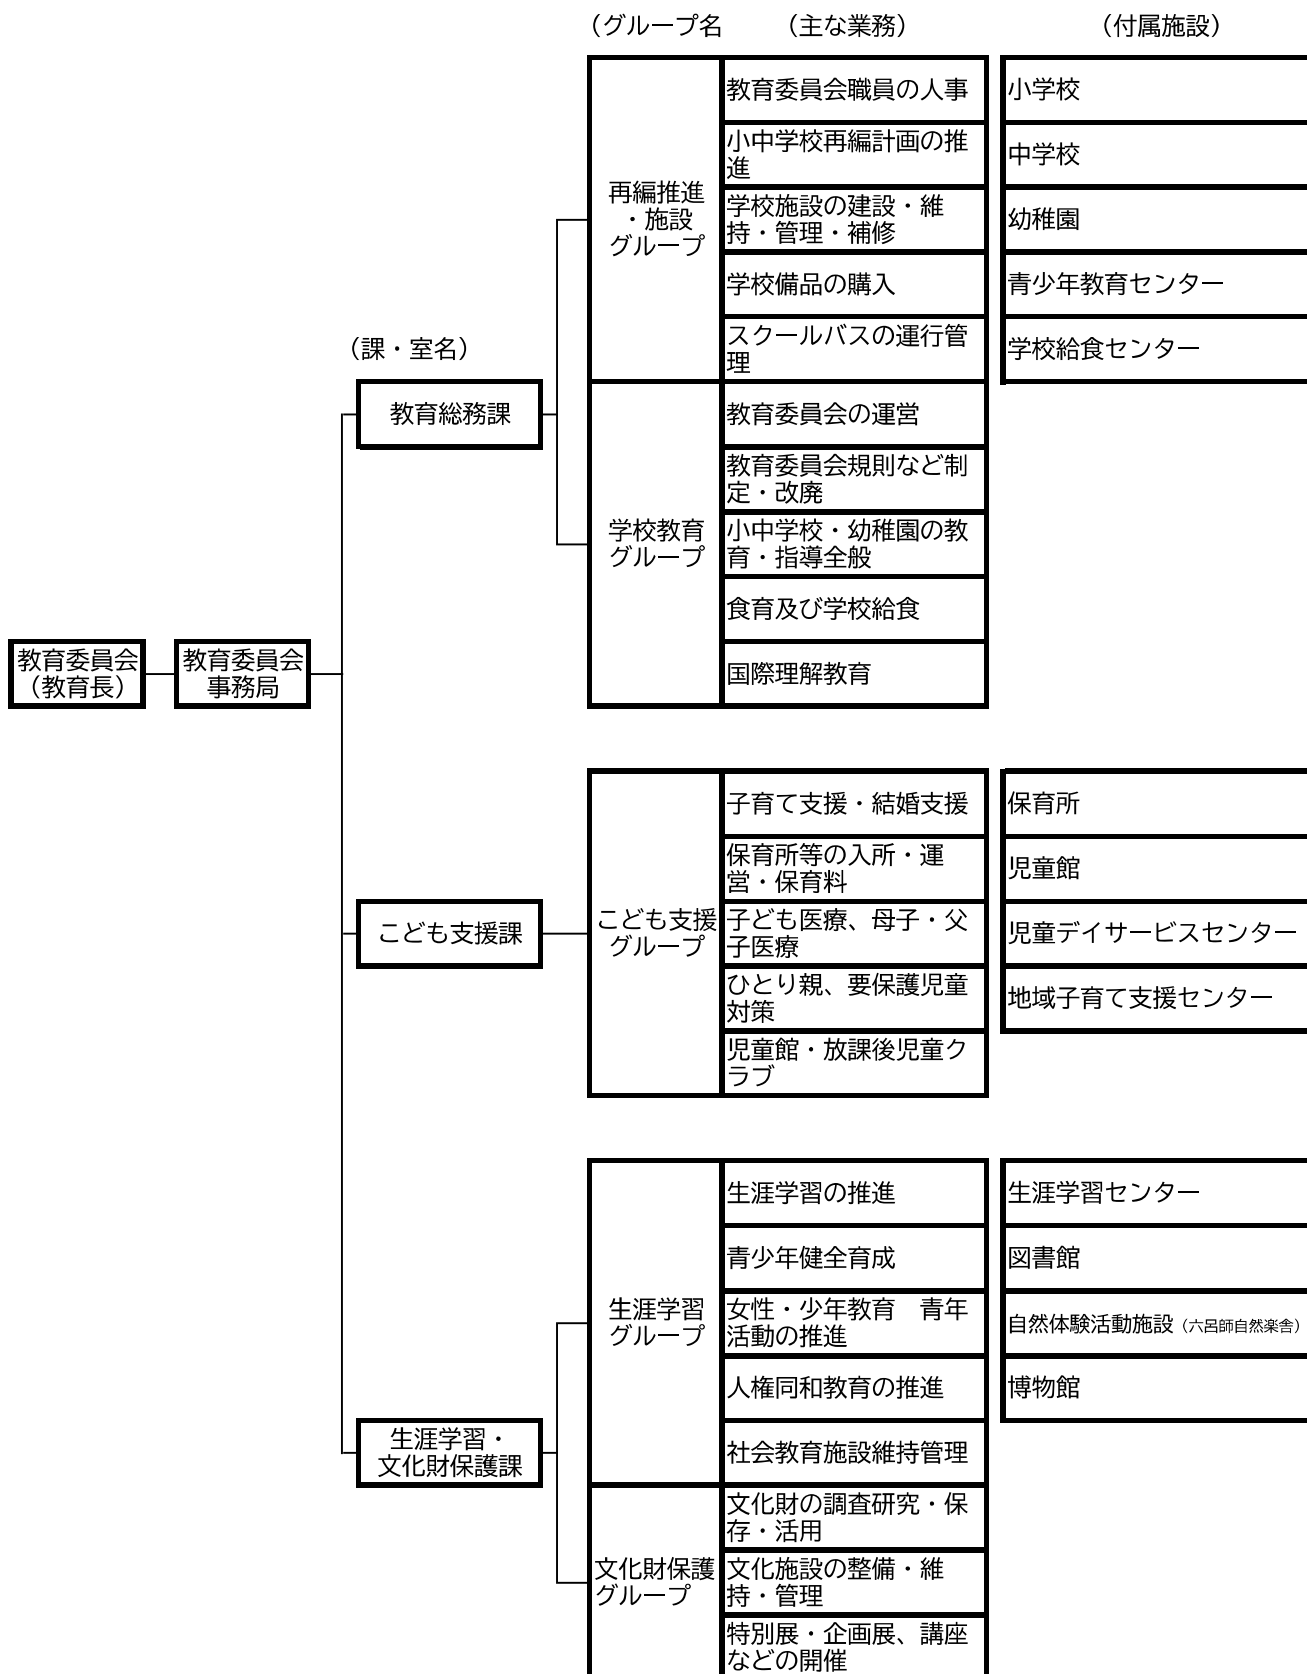 （グループ名
（主な業務）
（付属施設）
教育委員会
（教育長）
教育委員会
事務局
（課・室名）
教育総務課
再編推進
・施設
グループ
教育委員会職員の人事
小中学校再編計画の推
進
学校施設の建設・維
持・管理・補修
学校備品の購入
スクールバスの運行管
理
小学校
中学校
幼稚園
青少年教育センター
学校給食センター
学校教育
グループ
教育委員会の運営
教育委員会規則など制
定・改廃
小中学校・幼稚園の教
育・指導全般
食育及び学校給食
国際理解教育
こども支援課
こども支援
グループ
子育て支援・結婚支援
保育所等の入所・運
営・保育料
子ども医療、母子・父
子医療
ひとり親、要保護児童
対策
児童館・放課後児童ク
ラブ
保育所
児童館
児童デイサービスセンター
地域子育て支援センター
生涯学習・
文化財保護課
生涯学習
グループ
生涯学習の推進
青少年健全育成
女性・少年教育　青年
活動の推進
人権同和教育の推進
社会教育施設維持管理
生涯学習センター
図書館
自然体験活動施設（六呂師自然楽舎）
博物館
文化財保護
グループ
文化財の調査研究・保
存・活用
文化施設の整備・維
持・管理
特別展・企画展、講座
などの開催